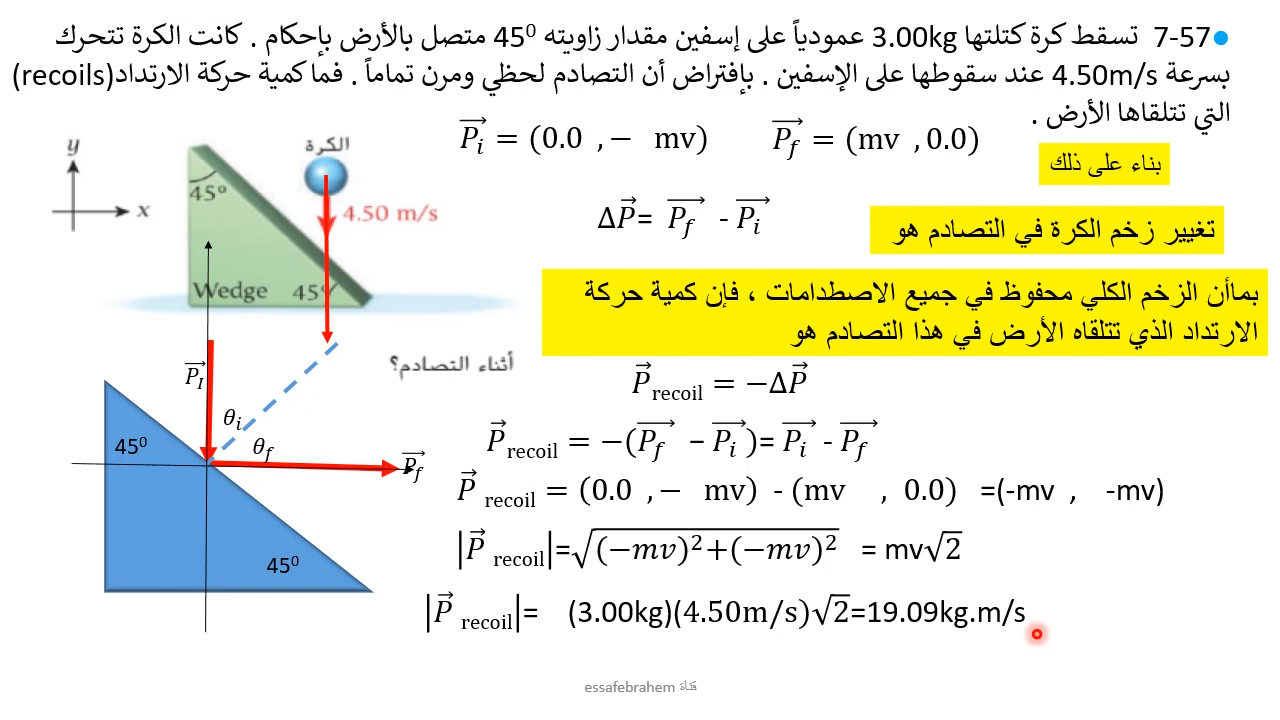 7-57 تسقط كرة كتلتها 3.00kg عمودياً على إسفين مقدار زاويته 45⁰ متصل بالأرض بإحكام . كانت الكرة تتحرك
بسرعة 4.50m/s عند سقوطها على الإسفين . بإفتراض أن التصادم لحظي ومرن تماماً . فما كمية حركة الارتداد(recoils)
التي تتلقاها الأرض .
P⃗i = (0.0 , − mv)
P⃗f = (mv , 0.0)
بناء على ذلك
y
x
الكرة
45°
4.50 m/s
Wedge 45°
ΔP⃗= P⃗f - P⃗i
تغيير زخم الكرة في التصادم هو
بماأن الزخم الكلي محفوظ في جميع الاصطدامات ، فإن كمية حركة
الارتداد الذي تتلقاه الأرض في هذا التصادم هو
أثناء التصادم؟
P⃗I
θi
θf
P⃗f
45⁰
45⁰
P⃗recoil = −ΔP⃗
P⃗recoil = −(P⃗f − P⃗i)= P⃗i - P⃗f
P⃗ recoil = (0.0 , − mv) - (mv , 0.0) =(-mv , -mv)
|P⃗ recoil|=√(−mv)²+(−mv)² = mv√2
|P⃗ recoil|= (3.00kg)(4.50m/s)√2=19.09kg.m/s
قناة essafebrahem